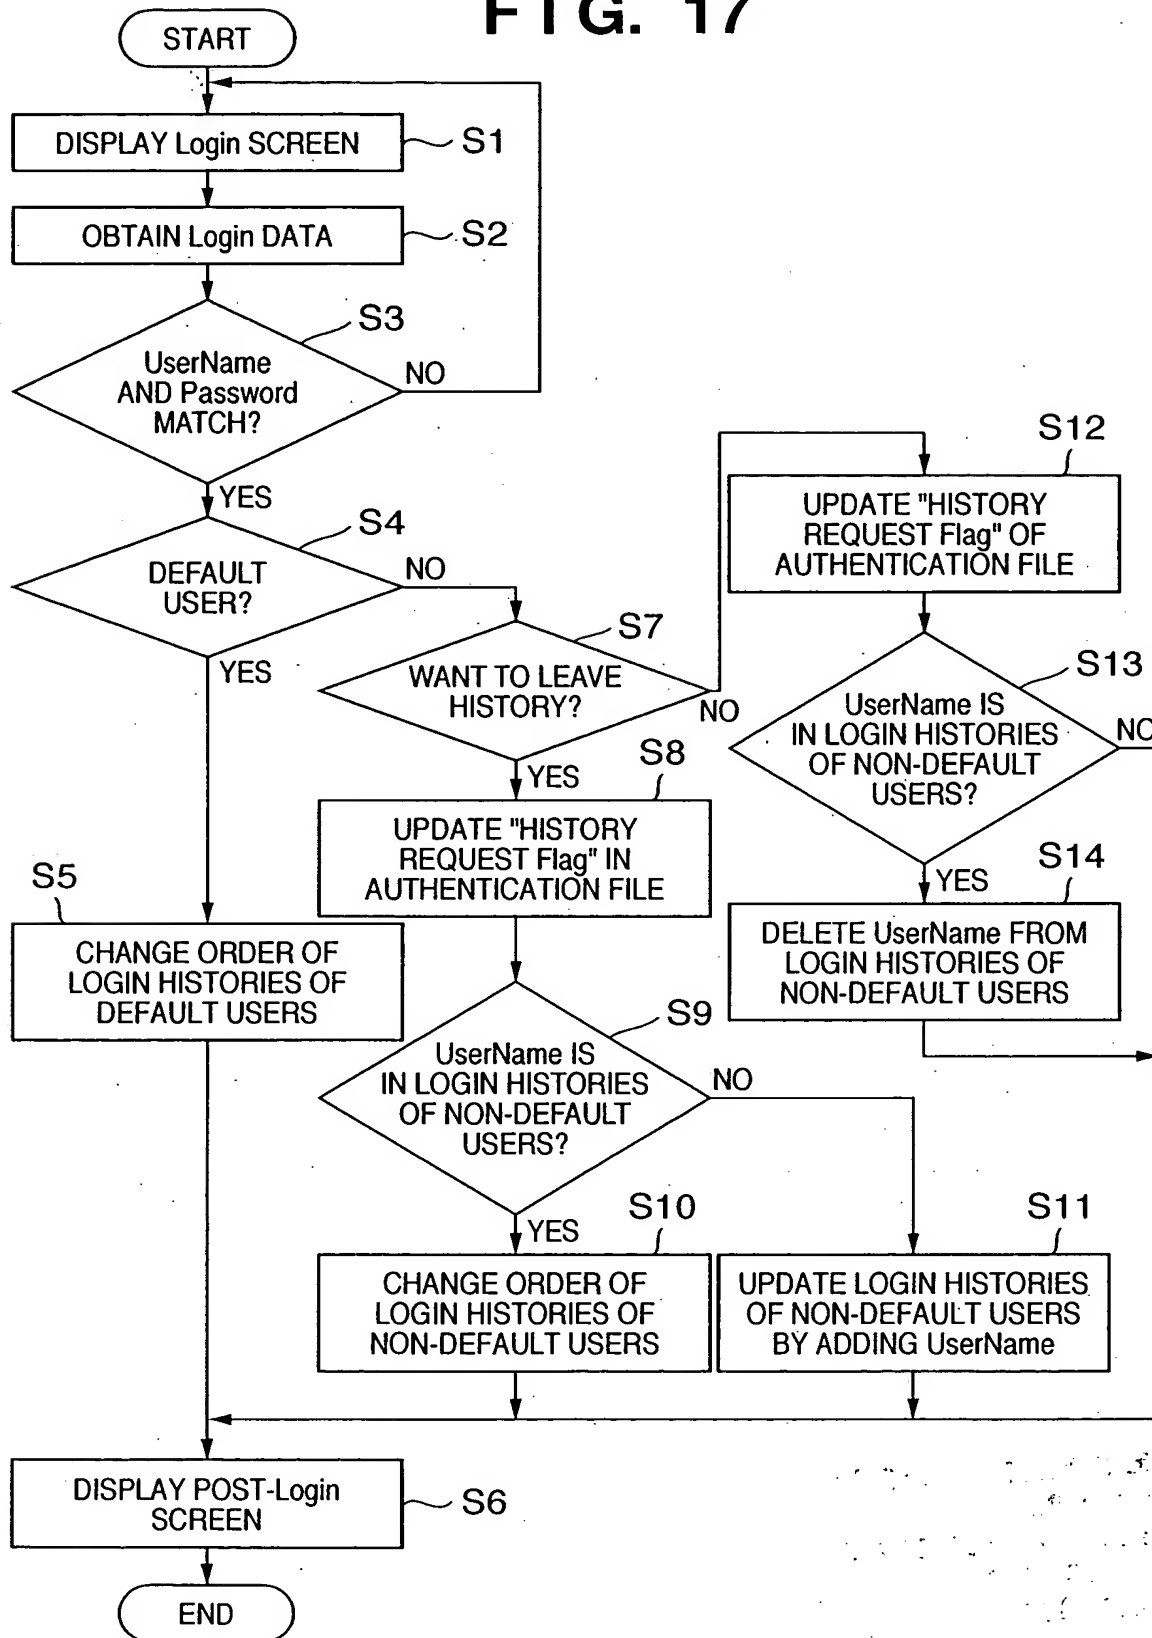 FIG. 17
START
DISPLAY Login SCREEN
S1
OBTAIN Login DATA
S2
S3
UserName
AND Password
MATCH?
NO
YES
S4
DEFAULT
USER?
NO
YES
S7
WANT TO LEAVE
HISTORY?
NO
YES
S12
UPDATE "HISTORY
REQUEST Flag" OF
AUTHENTICATION FILE
S13
UserName IS
IN LOGIN HISTORIES
OF NON-DEFAULT
USERS?
NO
YES
S14
DELETE UserName FROM
LOGIN HISTORIES OF
NON-DEFAULT USERS
S8
UPDATE "HISTORY
REQUEST Flag" IN
AUTHENTICATION FILE
S5
CHANGE ORDER OF
LOGIN HISTORIES OF
DEFAULT USERS
S9
UserName IS
IN LOGIN HISTORIES
OF NON-DEFAULT
USERS?
NO
YES
S10
CHANGE ORDER OF
LOGIN HISTORIES OF
NON-DEFAULT USERS
S11
UPDATE LOGIN HISTORIES
OF NON-DEFAULT USERS
BY ADDING UserName
DISPLAY POST-Login
SCREEN
S6
END